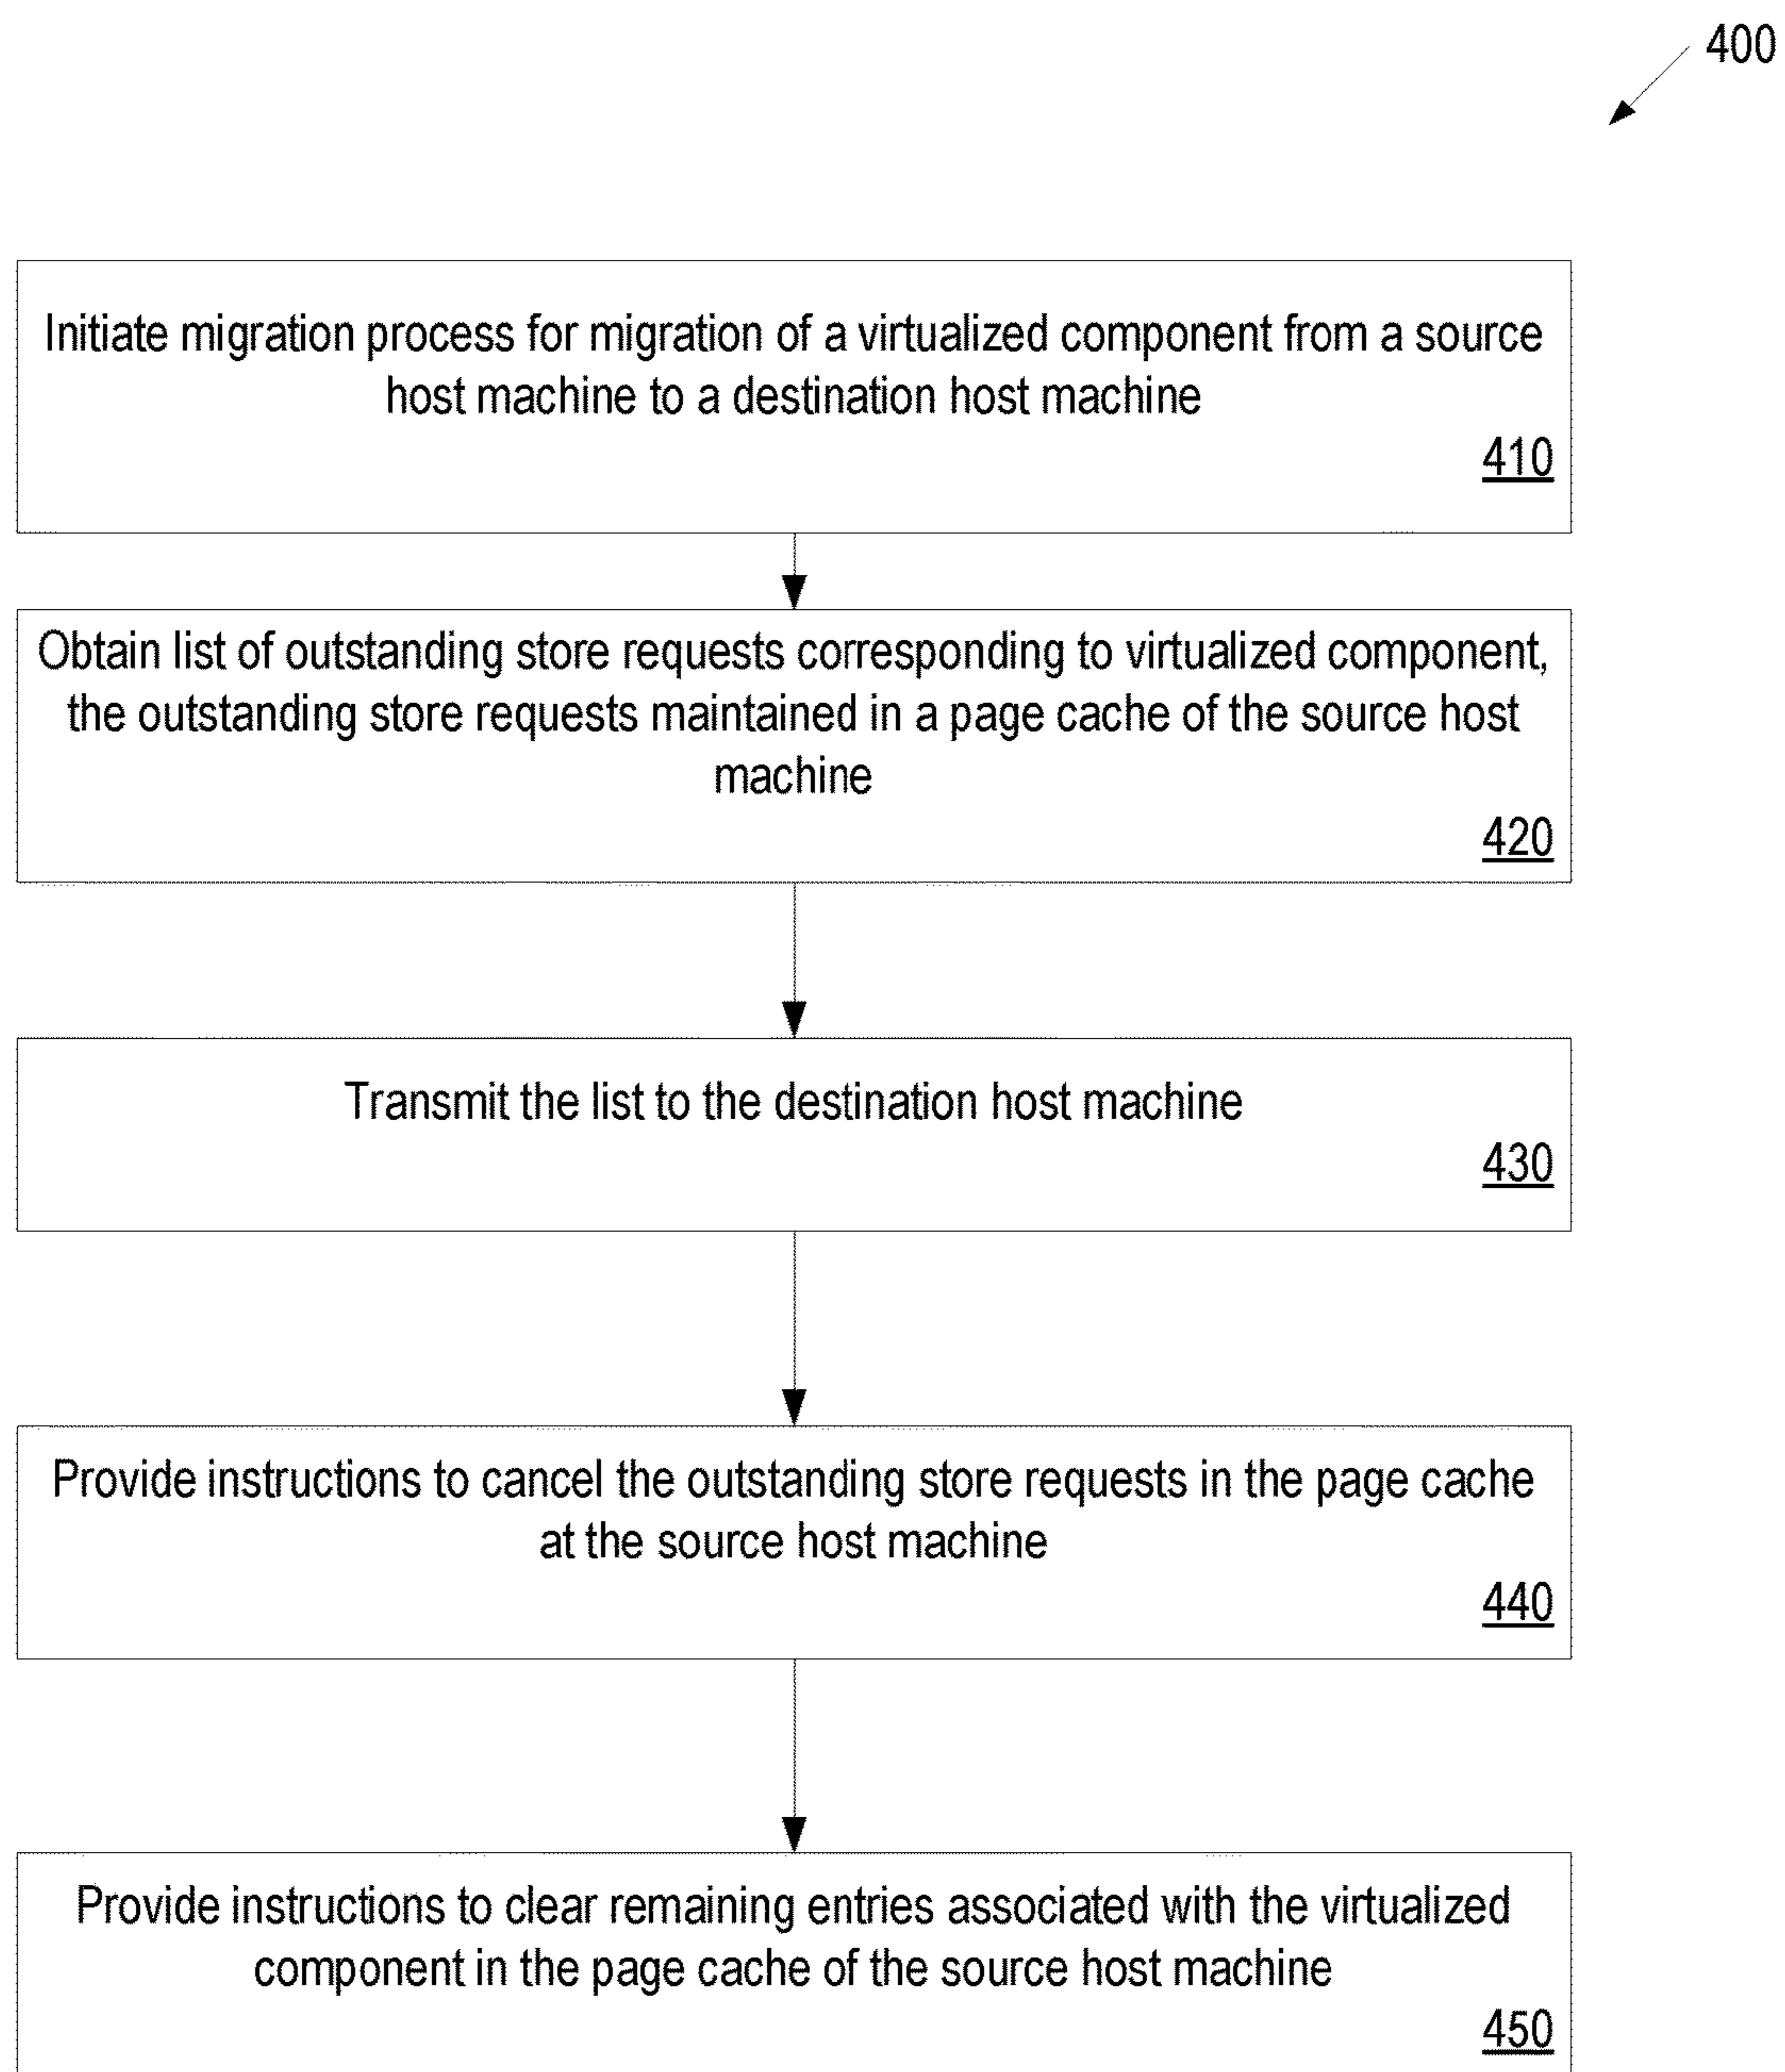 400
Initiate migration process for migration of a virtualized component from a source
host machine to a destination host machine
410
Obtain list of outstanding store requests corresponding to virtualized component,
the outstanding store requests maintained in a page cache of the source host
machine
420
Transmit the list to the destination host machine
430
Provide instructions to cancel the outstanding store requests in the page cache
at the source host machine
440
Provide instructions to clear remaining entries associated with the virtualized
component in the page cache of the source host machine
450